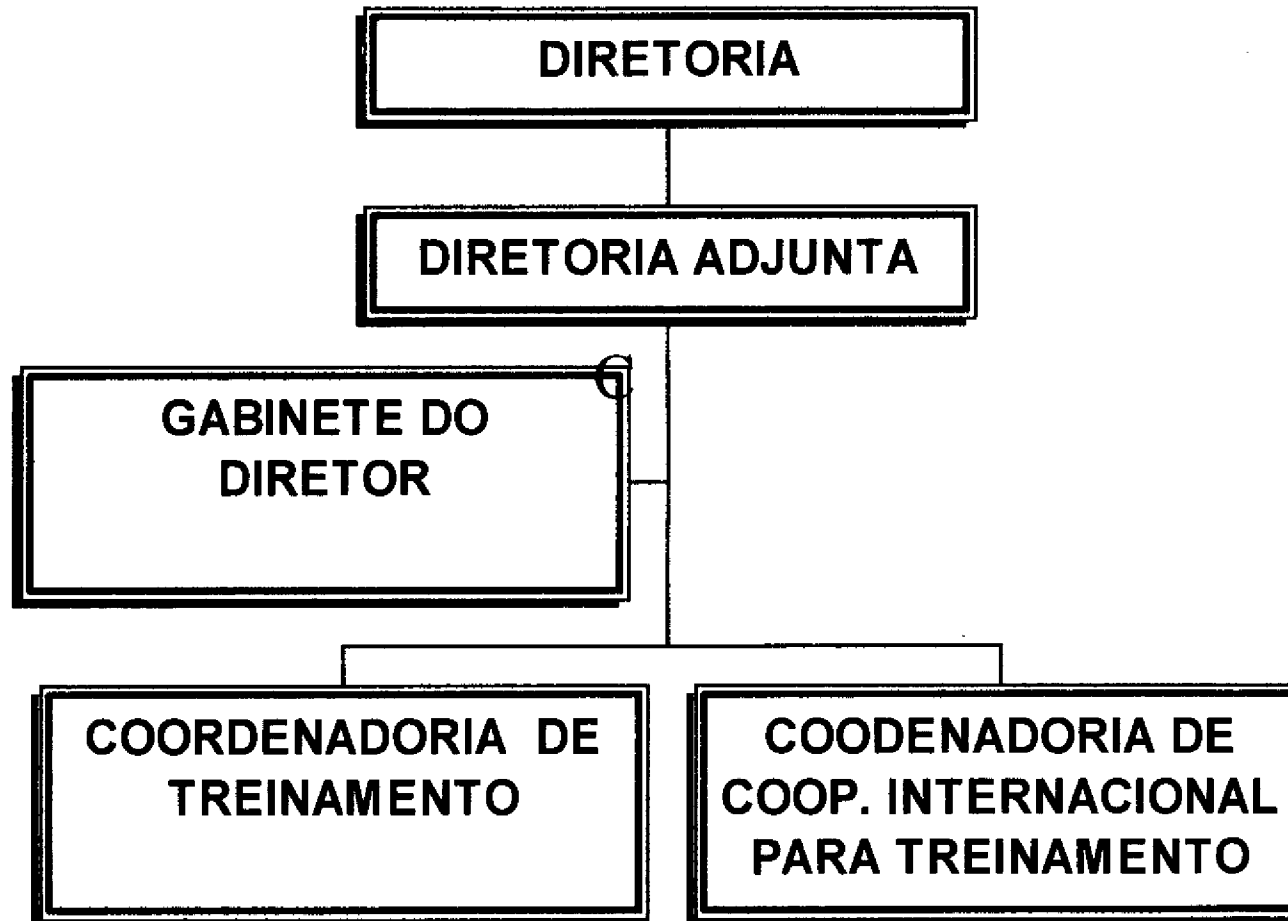 DIRETORIA
DIRETORIA ADJUNTA
C
GABINETE DO
DIRETOR
COORDENADORIA DE
TREINAMENTO
COODENADORIA DE
COOP. INTERNACIONAL
PARA TREINAMENTO